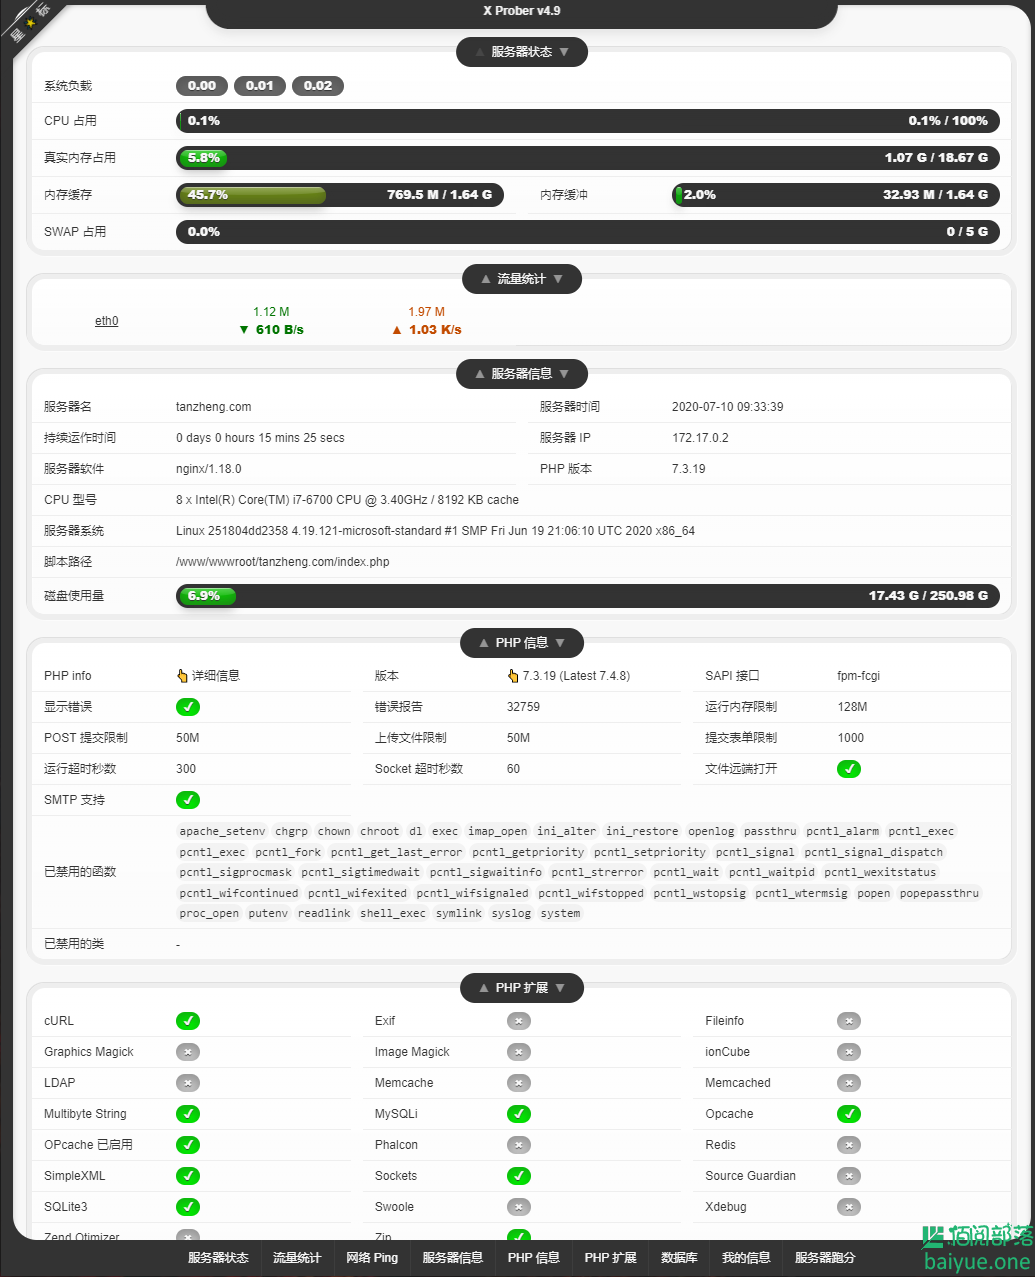 X Prober v4.9
星标
▲ 服务器状态 ▼
系统负载 0.00 0.01 0.02
CPU 占用 0.1% 0.1% / 100%
真实内存占用 5.8% 1.07 G / 18.67 G
内存缓存 45.7% 769.5 M / 1.64 G 内存缓冲 2.0% 32.93 M / 1.64 G
SWAP 占用 0.0% 0 / 5 G
▲ 流量统计 ▼
1.12 M 1.97 M
eth0 ▼ 610 B/s ▲ 1.03 K/s
▲ 服务器信息 ▼
服务器名 tanzheng.com 服务器时间 2020-07-10 09:33:39
持续运作时间 0 days 0 hours 15 mins 25 secs 服务器 IP 172.17.0.2
服务器软件 nginx/1.18.0 PHP 版本 7.3.19
CPU 型号 8 x Intel(R) Core(TM) i7-6700 CPU @ 3.40GHz / 8192 KB cache
服务器系统 Linux 251804dd2358 4.19.121-microsoft-standard #1 SMP Fri Jun 19 21:06:10 UTC 2020 x86_64
脚本路径 /www/wwwroot/tanzheng.com/index.php
磁盘使用量 6.9% 17.43 G / 250.98 G
▲ PHP 信息 ▼
PHP info 👆 详细信息 版本 👆 7.3.19 (Latest 7.4.8) SAPI 接口 fpm-fcgi
显示错误 ✓ 错误报告 32759 运行内存限制 128M
POST 提交限制 50M 上传文件限制 50M 提交表单限制 1000
运行超时秒数 300 Socket 超时秒数 60 文件远端打开 ✓
SMTP 支持 ✓
apache_setenv chgrp chown chroot dl exec imap_open ini_alter ini_restore openlog passthru pcntl_alarm pcntl_exec
pcntl_exec pcntl_fork pcntl_get_last_error pcntl_getpriority pcntl_setpriority pcntl_signal pcntl_signal_dispatch
已禁用的函数 pcntl_sigprocmask pcntl_sigtimedwait pcntl_sigwaitinfo pcntl_strerror pcntl_wait pcntl_waitpid pcntl_wexitstatus
pcntl_wifcontinued pcntl_wifexited pcntl_wifsignaled pcntl_wifstopped pcntl_wstopsig pcntl_wtermsig popen popepassthru
proc_open putenv readlink shell_exec symlink syslog system
已禁用的类 -
▲ PHP 扩展 ▼
cURL ✓ Exif × Fileinfo ×
Graphics Magick × Image Magick × ionCube ×
LDAP × Memcache × Memcached ×
Multibyte String ✓ MySQLi ✓ Opcache ✓
OPcache 已启用 ✓ Phalcon × Redis ×
SimpleXML ✓ Sockets ✓ Source Guardian ×
SQLite3 ✓ Swoole × Xdebug ×
Zend Otimizer × Zip ✓
服务器状态 流量统计 网络 Ping 服务器信息 PHP 信息 PHP 扩展 数据库 我的信息 服务器跑分
佰阅部落
baiyue.one